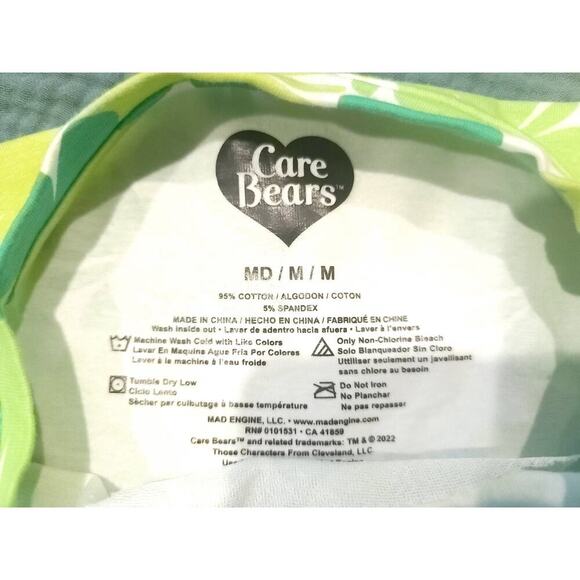 Care
Bears™
MD / M / M
95% COTTON / ALGODON / COTON
5% SPANDEX
MADE IN CHINA / HECHO EN CHINA / FABRIQUÉ EN CHINE
Wash inside out • Lavar de adentro hacia afuera • Laver à l'envers
Machine Wash Cold with Like Colors
Lavar En Maquina Agua Fria Por Colores
Laver à la machine à l'eau froide
Only Non-Chlorine Bleach
Solo Blanqueador Sin Cloro
Uttiliser seulement un javellisant
sans chlore au besoin
Tumble Dry Low
Ciclo Lento
Sècher par culbutage à basse température
Do Not Iron
No Planchar
Ne pas repasser
MAD ENGINE, LLC. • www.madengine.com
RN# 0101531 • CA 41859
Care Bears™ and related trademarks: TM & © 2022
Those Characters From Cleveland, LLC.